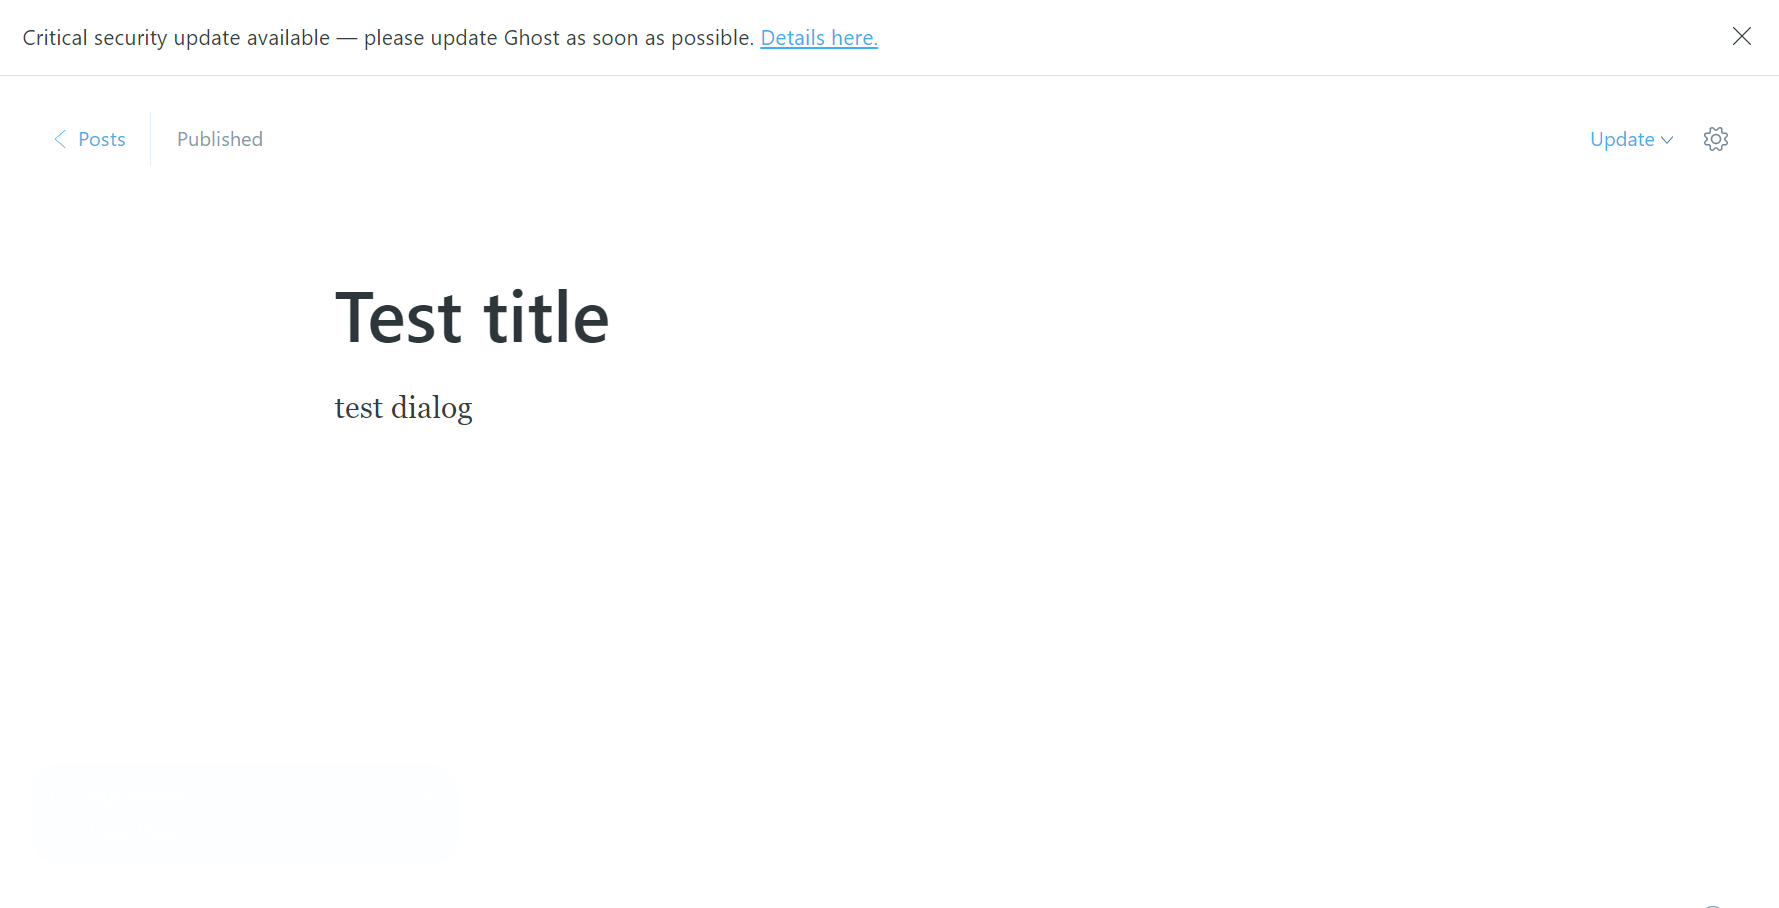 Critical security update available — please update Ghost as soon as possible. Details here.
Posts
Published
Update
Test title
test dialog